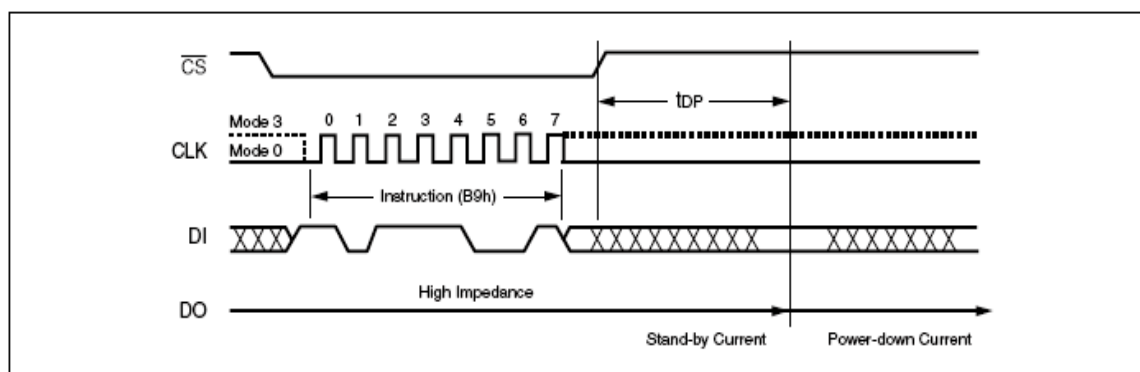 CS
tDP
Mode 3
0 1 2 3 4 5 6 7
CLK
Mode 0
Instruction (B9h)
DI
High Impedance
DO
Stand-by Current Power-down Current